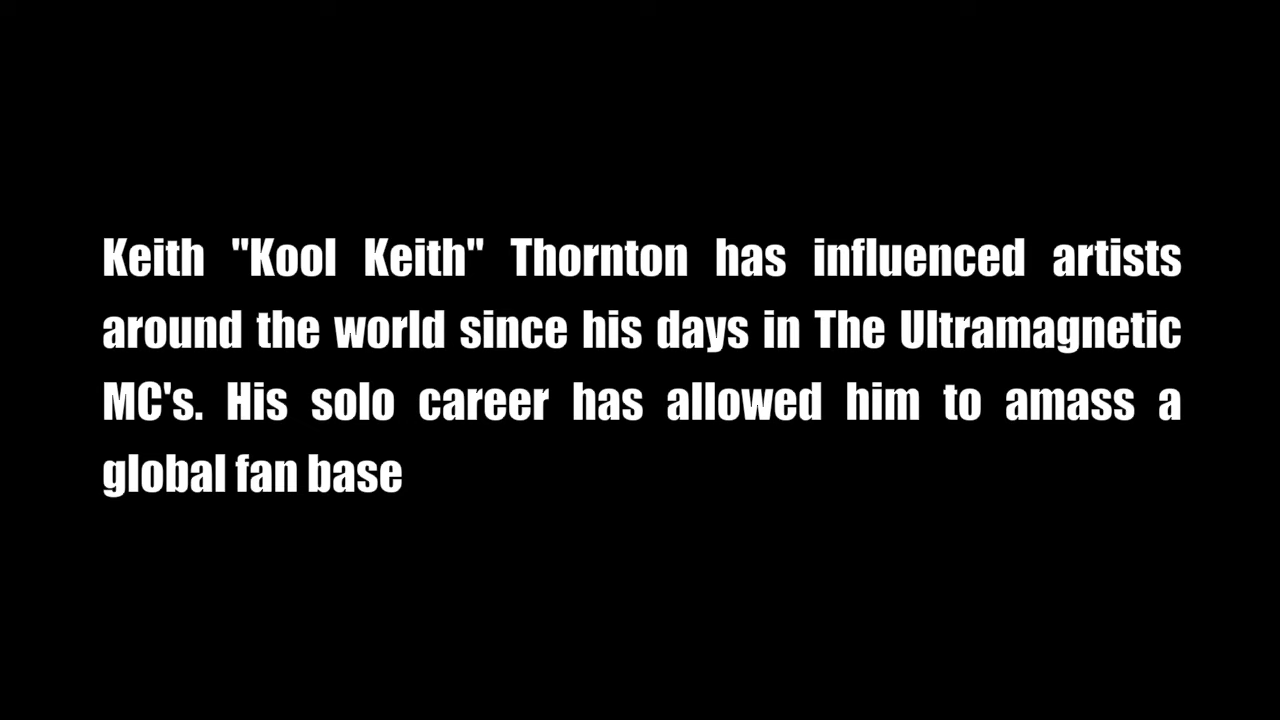 Keith "Kool Keith" Thornton has influenced artists
around the world since his days in The Ultramagnetic
MC's. His solo career has allowed him to amass a
global fan base